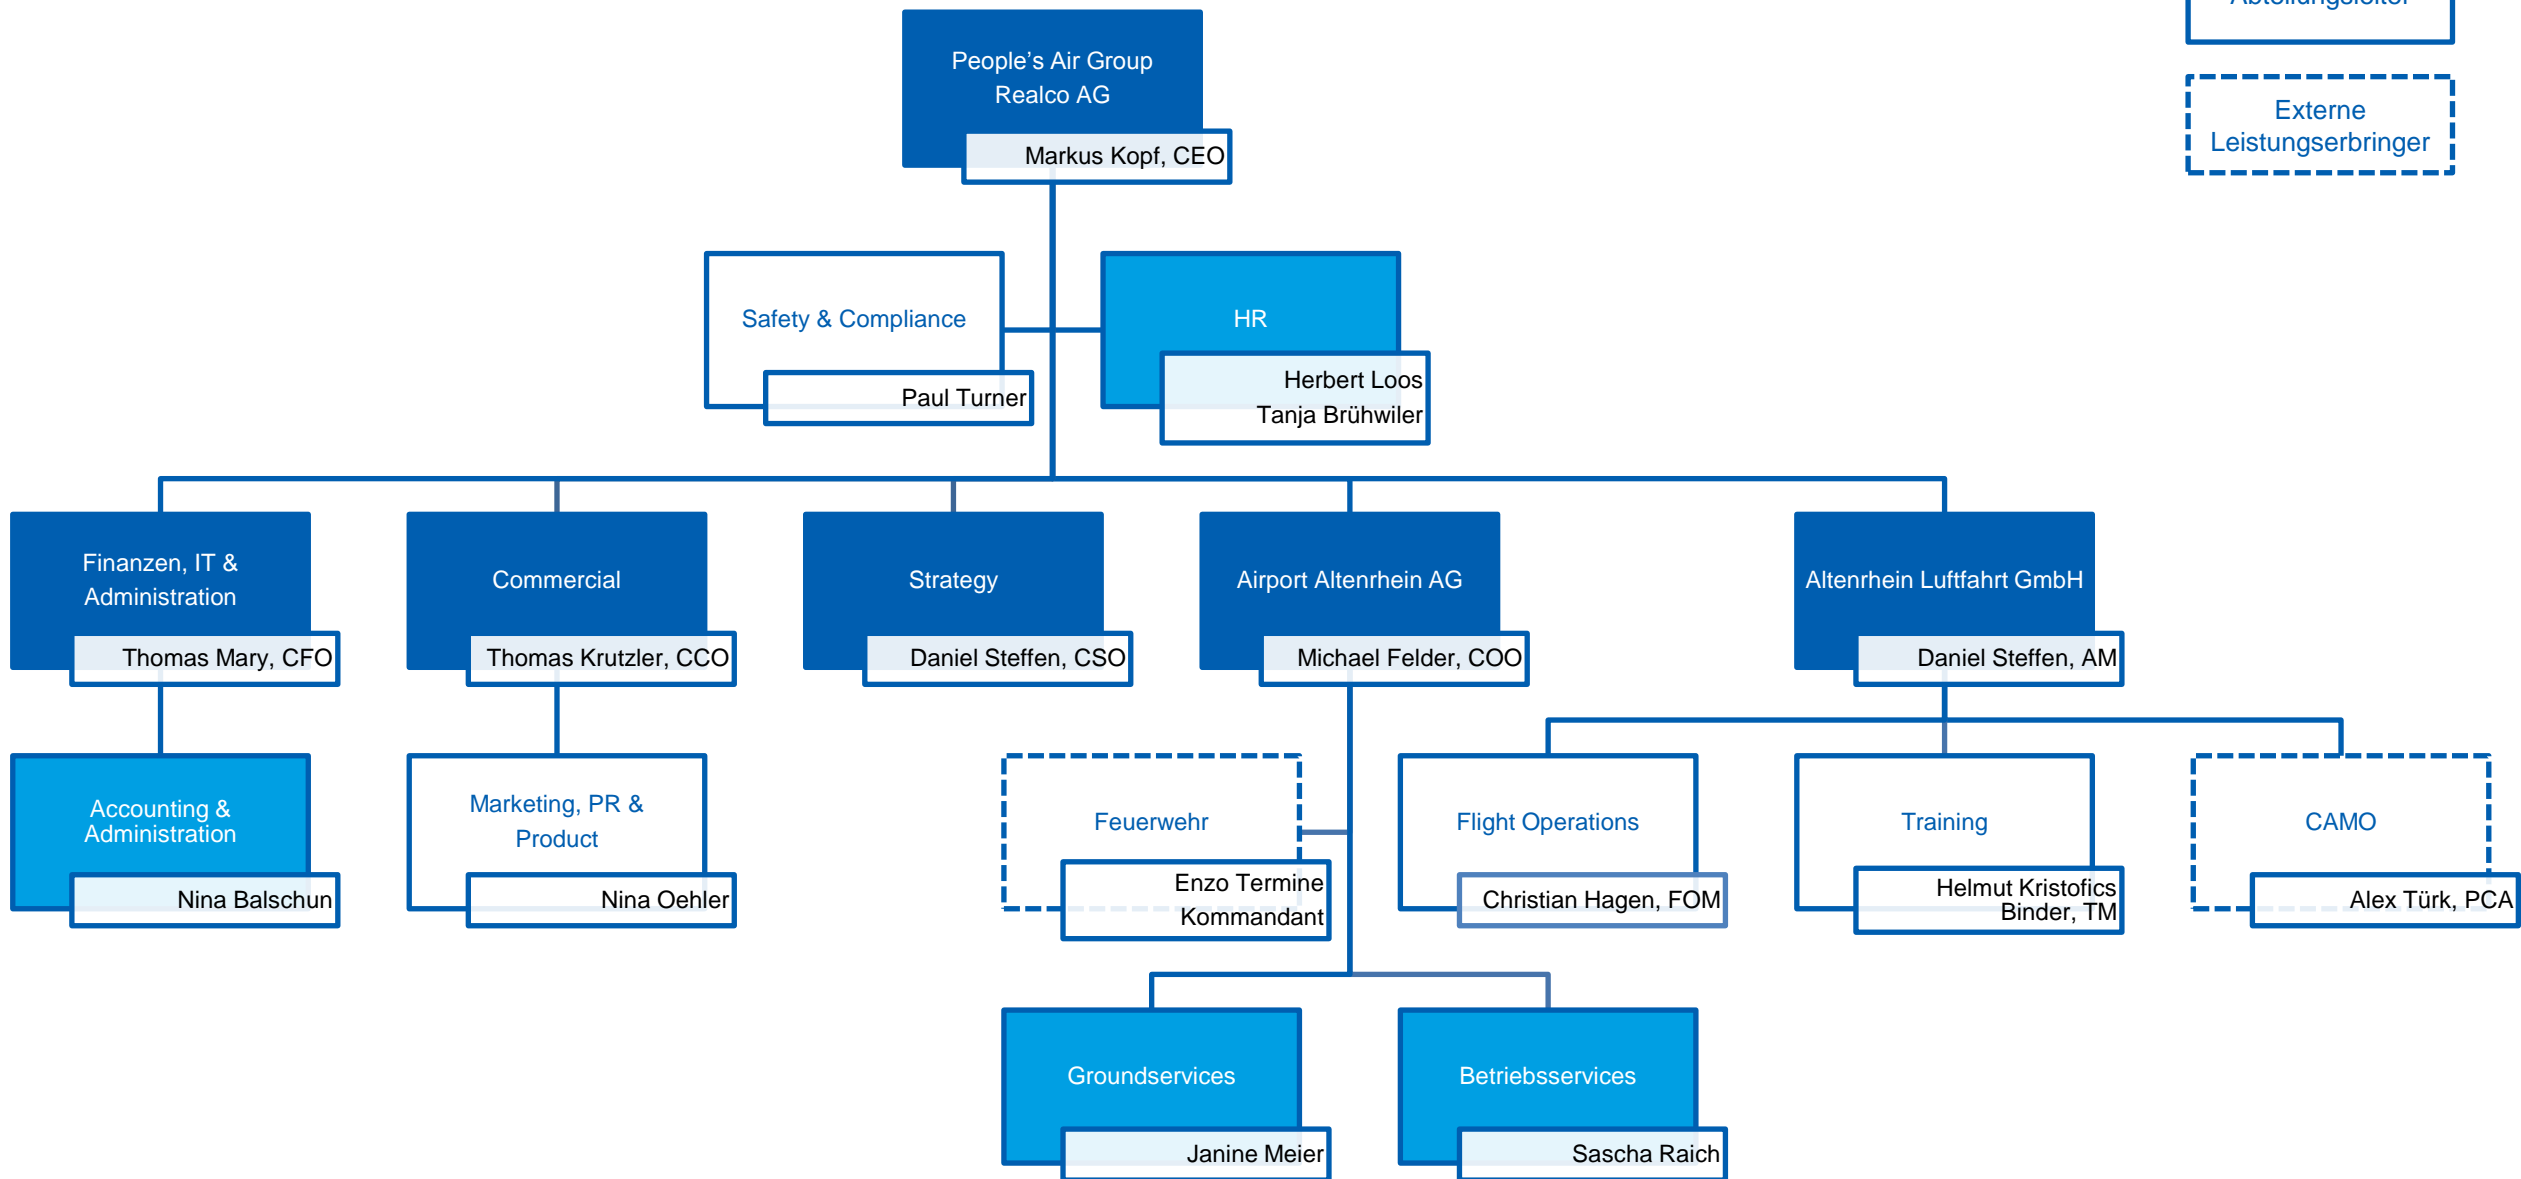 Abteilungsleiter
People’s Air Group
Realco AG
Markus Kopf, CEO
Externe
Leistungserbringer
Safety & Compliance
Paul Turner
HR
Herbert Loos
Tanja Brühwiler
Finanzen, IT &
Administration
Thomas Mary, CFO
Commercial
Thomas Krutzler, CCO
Strategy
Daniel Steffen, CSO
Airport Altenrhein AG
Michael Felder, COO
Altenrhein Luftfahrt GmbH
Daniel Steffen, AM
Accounting &
Administration
Nina Balschun
Marketing, PR &
Product
Nina Oehler
Feuerwehr
Enzo Termine
Kommandant
Flight Operations
Christian Hagen, FOM
Training
Helmut Kristofics
Binder, TM
CAMO
Alex Türk, PCA
Groundservices
Janine Meier
Betriebsservices
Sascha Raich